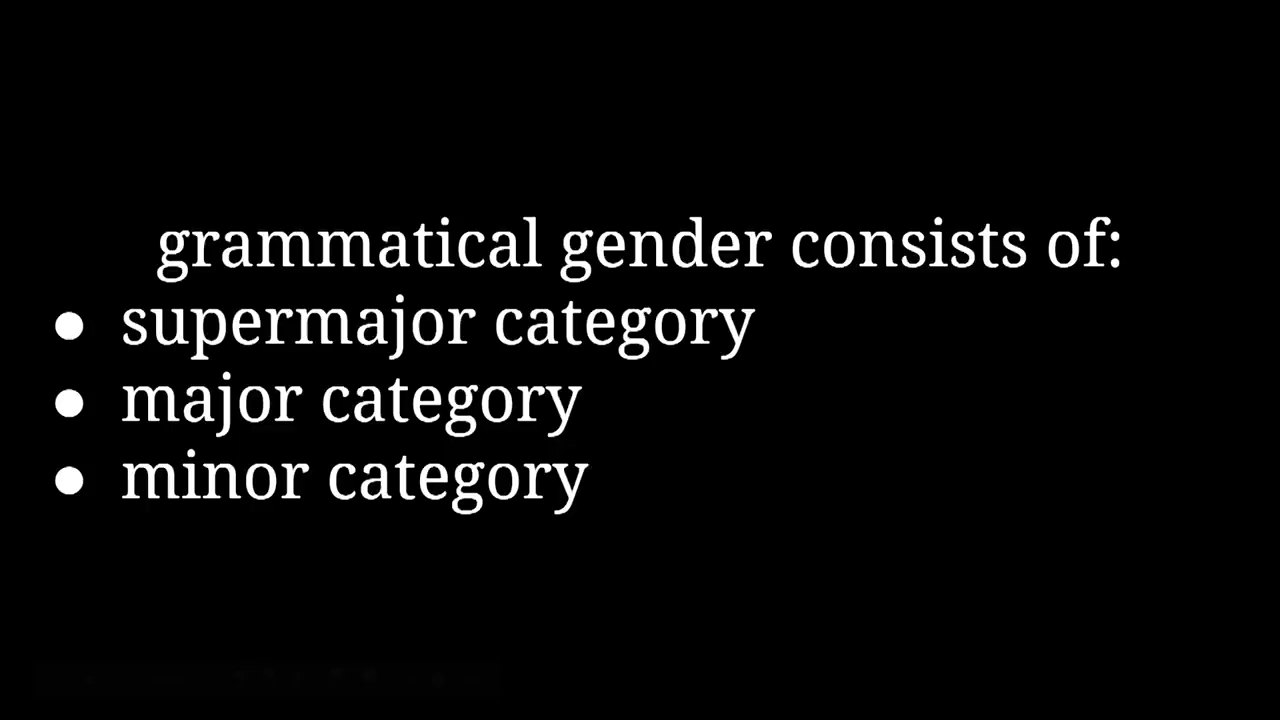 grammatical gender consists of:
● supermajor category
● major category
● minor category